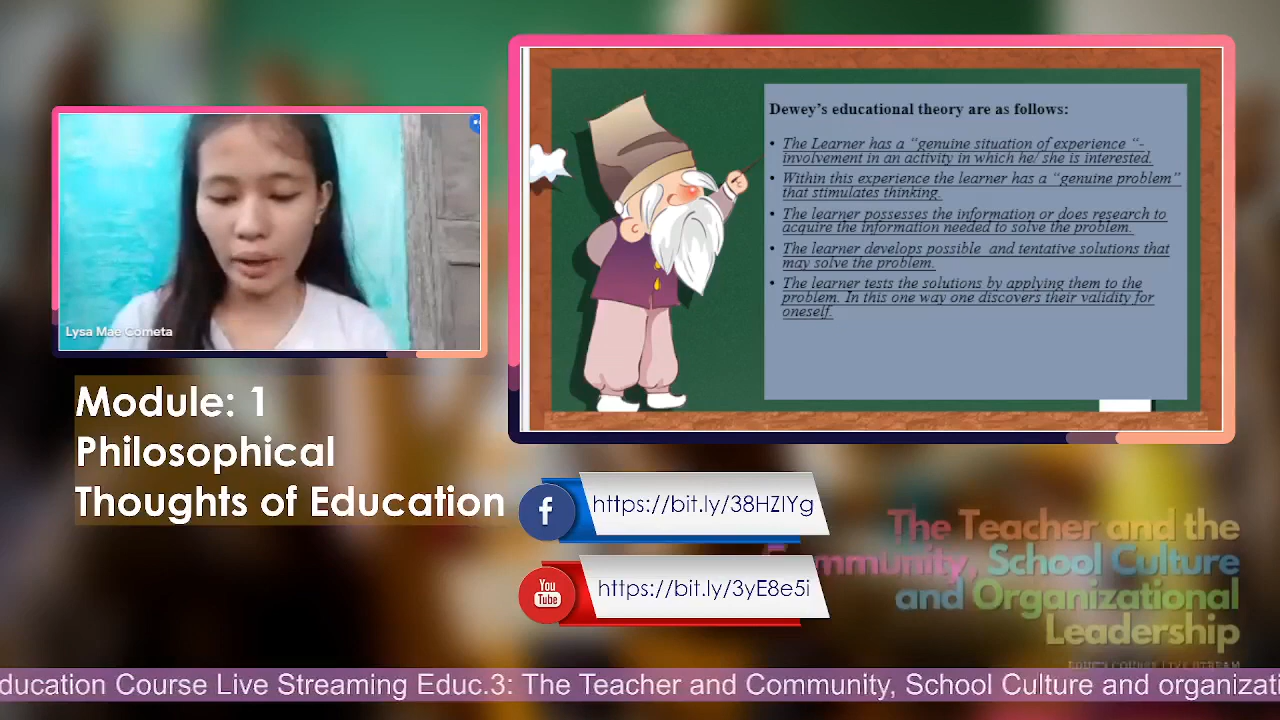 Dewey's educational theory are as follows:
• The Learner has a "genuine situation of experience "-
involvement in an activity in which he/ she is interested.
• Within this experience the learner has a "genuine problem"
that stimulates thinking.
• The learner possesses the information or does research to
acquire the information needed to solve the problem.
• The learner develops possible and tentative solutions that
may solve the problem.
• The learner tests the solutions by applying them to the
problem. In this one way one discovers their validity for
oneself.
Lysa Mae Cometa
Module: 1
Philosophical
Thoughts of Education
f
https://bit.ly/38HZIYg
You
Tube
https://bit.ly/3yE8e5i
The Teacher and the
mmunity, School Culture
and Organizational
Leadership
ducation Course Live Streaming Educ.3: The Teacher and Community, School Culture and organizati